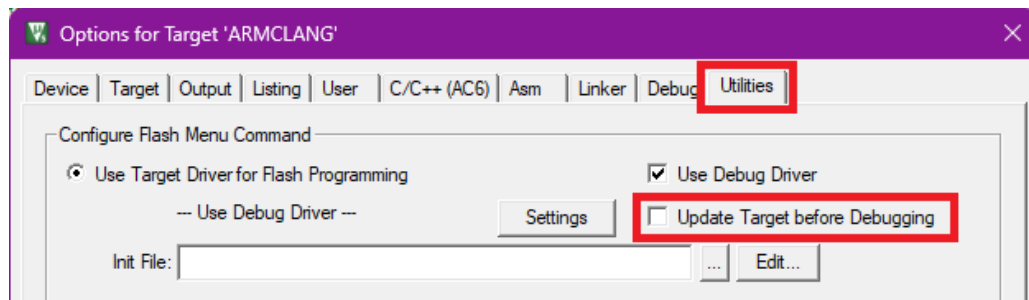 Options for Target 'ARMCLANG'
Device Target Output Listing User C/C++ (AC6) Asm Linker Debug Utilities
Configure Flash Menu Command
Use Target Driver for Flash Programming Use Debug Driver
--- Use Debug Driver --- Settings Update Target before Debugging
Init File: ... Edit...